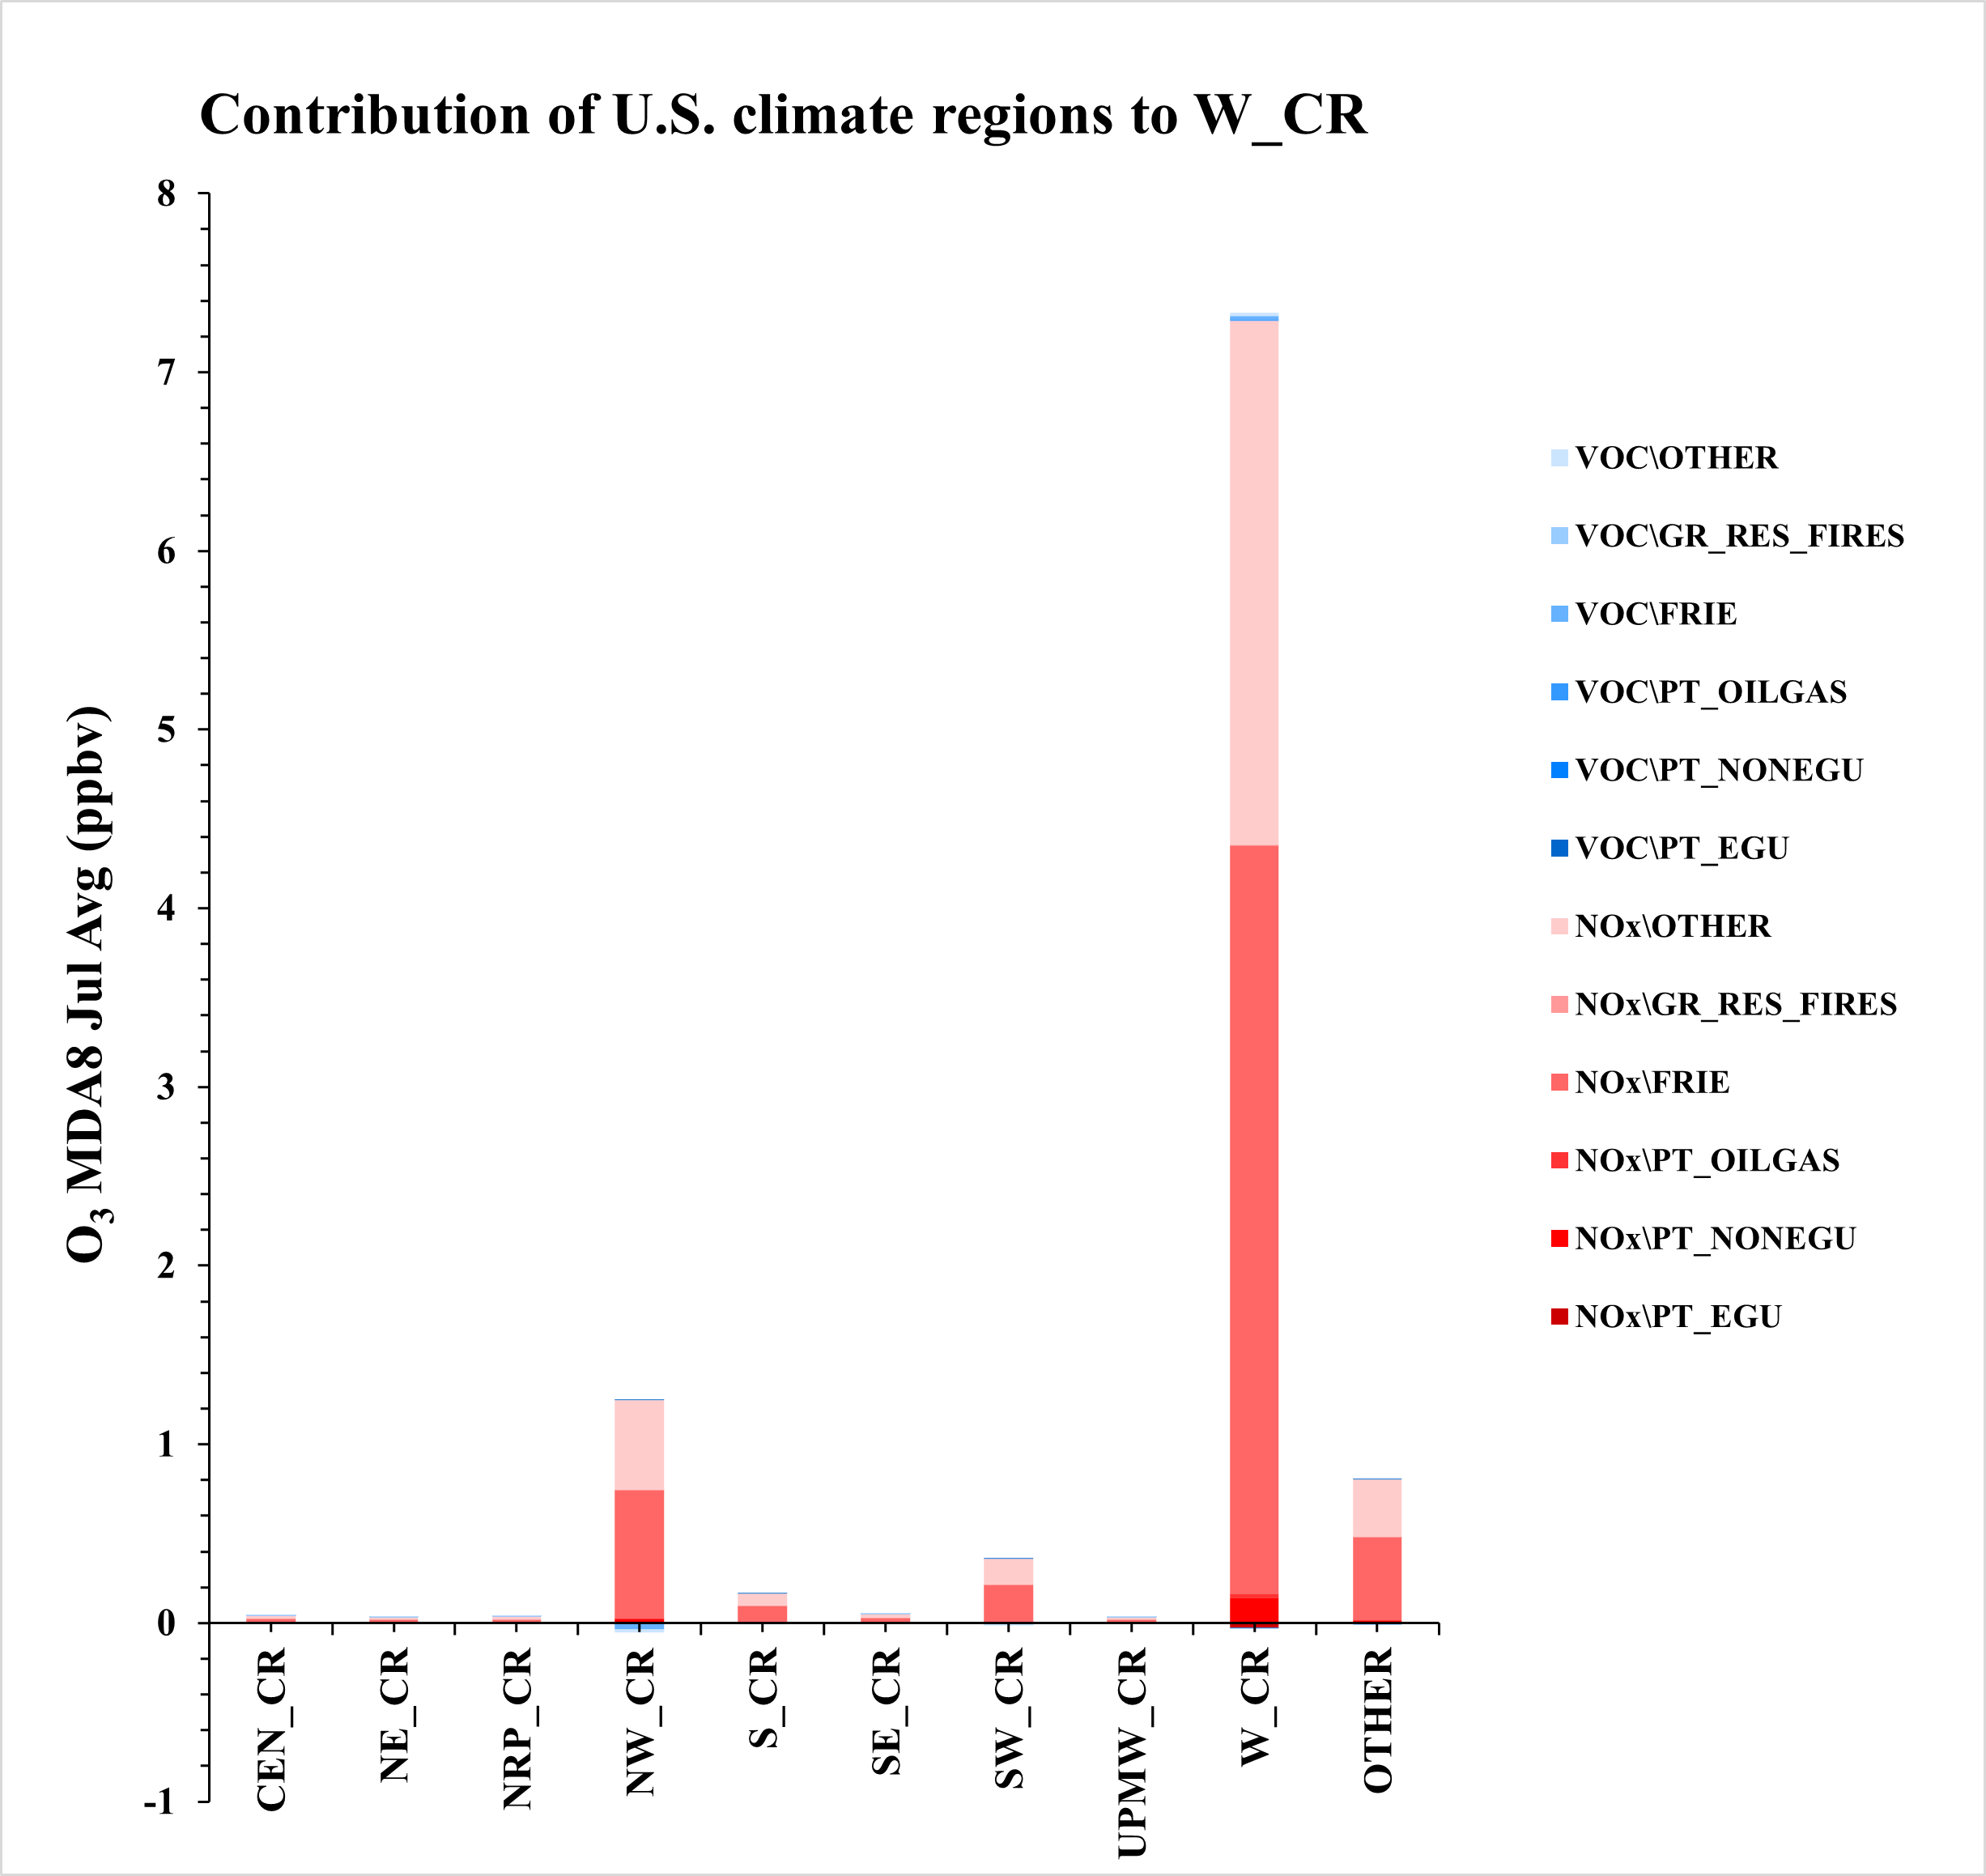 Contribution of U.S. climate regions to W_CR
O3 MDA8 Jul Avg (ppbv)
8
7
6
5
4
3
2
1
0
-1
CEN_CR
NE_CR
NRP_CR
NW_CR
S_CR
SE_CR
SW_CR
UPMW_CR
W_CR
OTHER
VOC\OTHER
VOC\GR_RES_FIRES
VOC\FRIE
VOC\PT_OILGAS
VOC\PT_NONEGU
VOC\PT_EGU
NOx\OTHER
NOx\GR_RES_FIRES
NOx\FRIE
NOx\PT_OILGAS
NOx\PT_NONEGU
NOx\PT_EGU